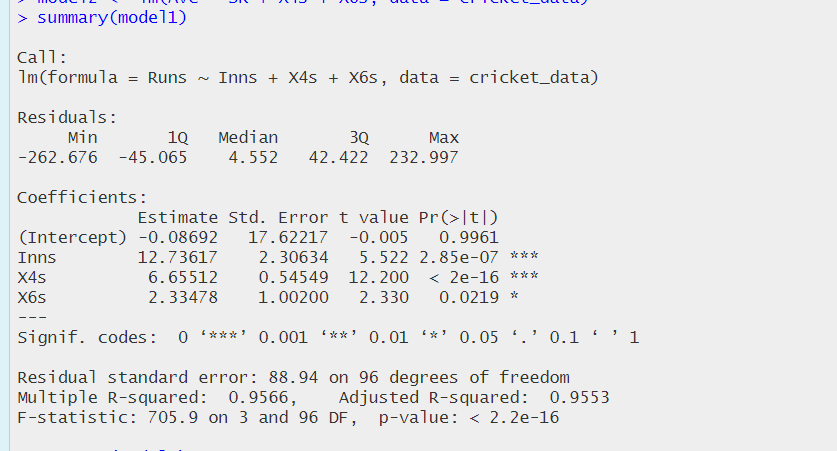 > summary(model1)
Call:
lm(formula = Runs ~ Inns + X4s + X6s, data = cricket_data)
Residuals:
Min 1Q Median 3Q Max
-262.676 -45.065 4.552 42.422 232.997
Coefficients:
Estimate Std. Error t value Pr(>|t|)
(Intercept) -0.08692 17.62217 -0.005 0.9961
Inns 12.73617 2.30634 5.522 2.85e-07 ***
X4s 6.65512 0.54549 12.200 < 2e-16 ***
X6s 2.33478 1.00200 2.330 0.0219 *
---
Signif. codes: 0 ‘***’ 0.001 ‘**’ 0.01 ‘*’ 0.05 ‘.’ 0.1 ‘ ’ 1
Residual standard error: 88.94 on 96 degrees of freedom
Multiple R-squared: 0.9566, Adjusted R-squared: 0.9553
F-statistic: 705.9 on 3 and 96 DF, p-value: < 2.2e-16